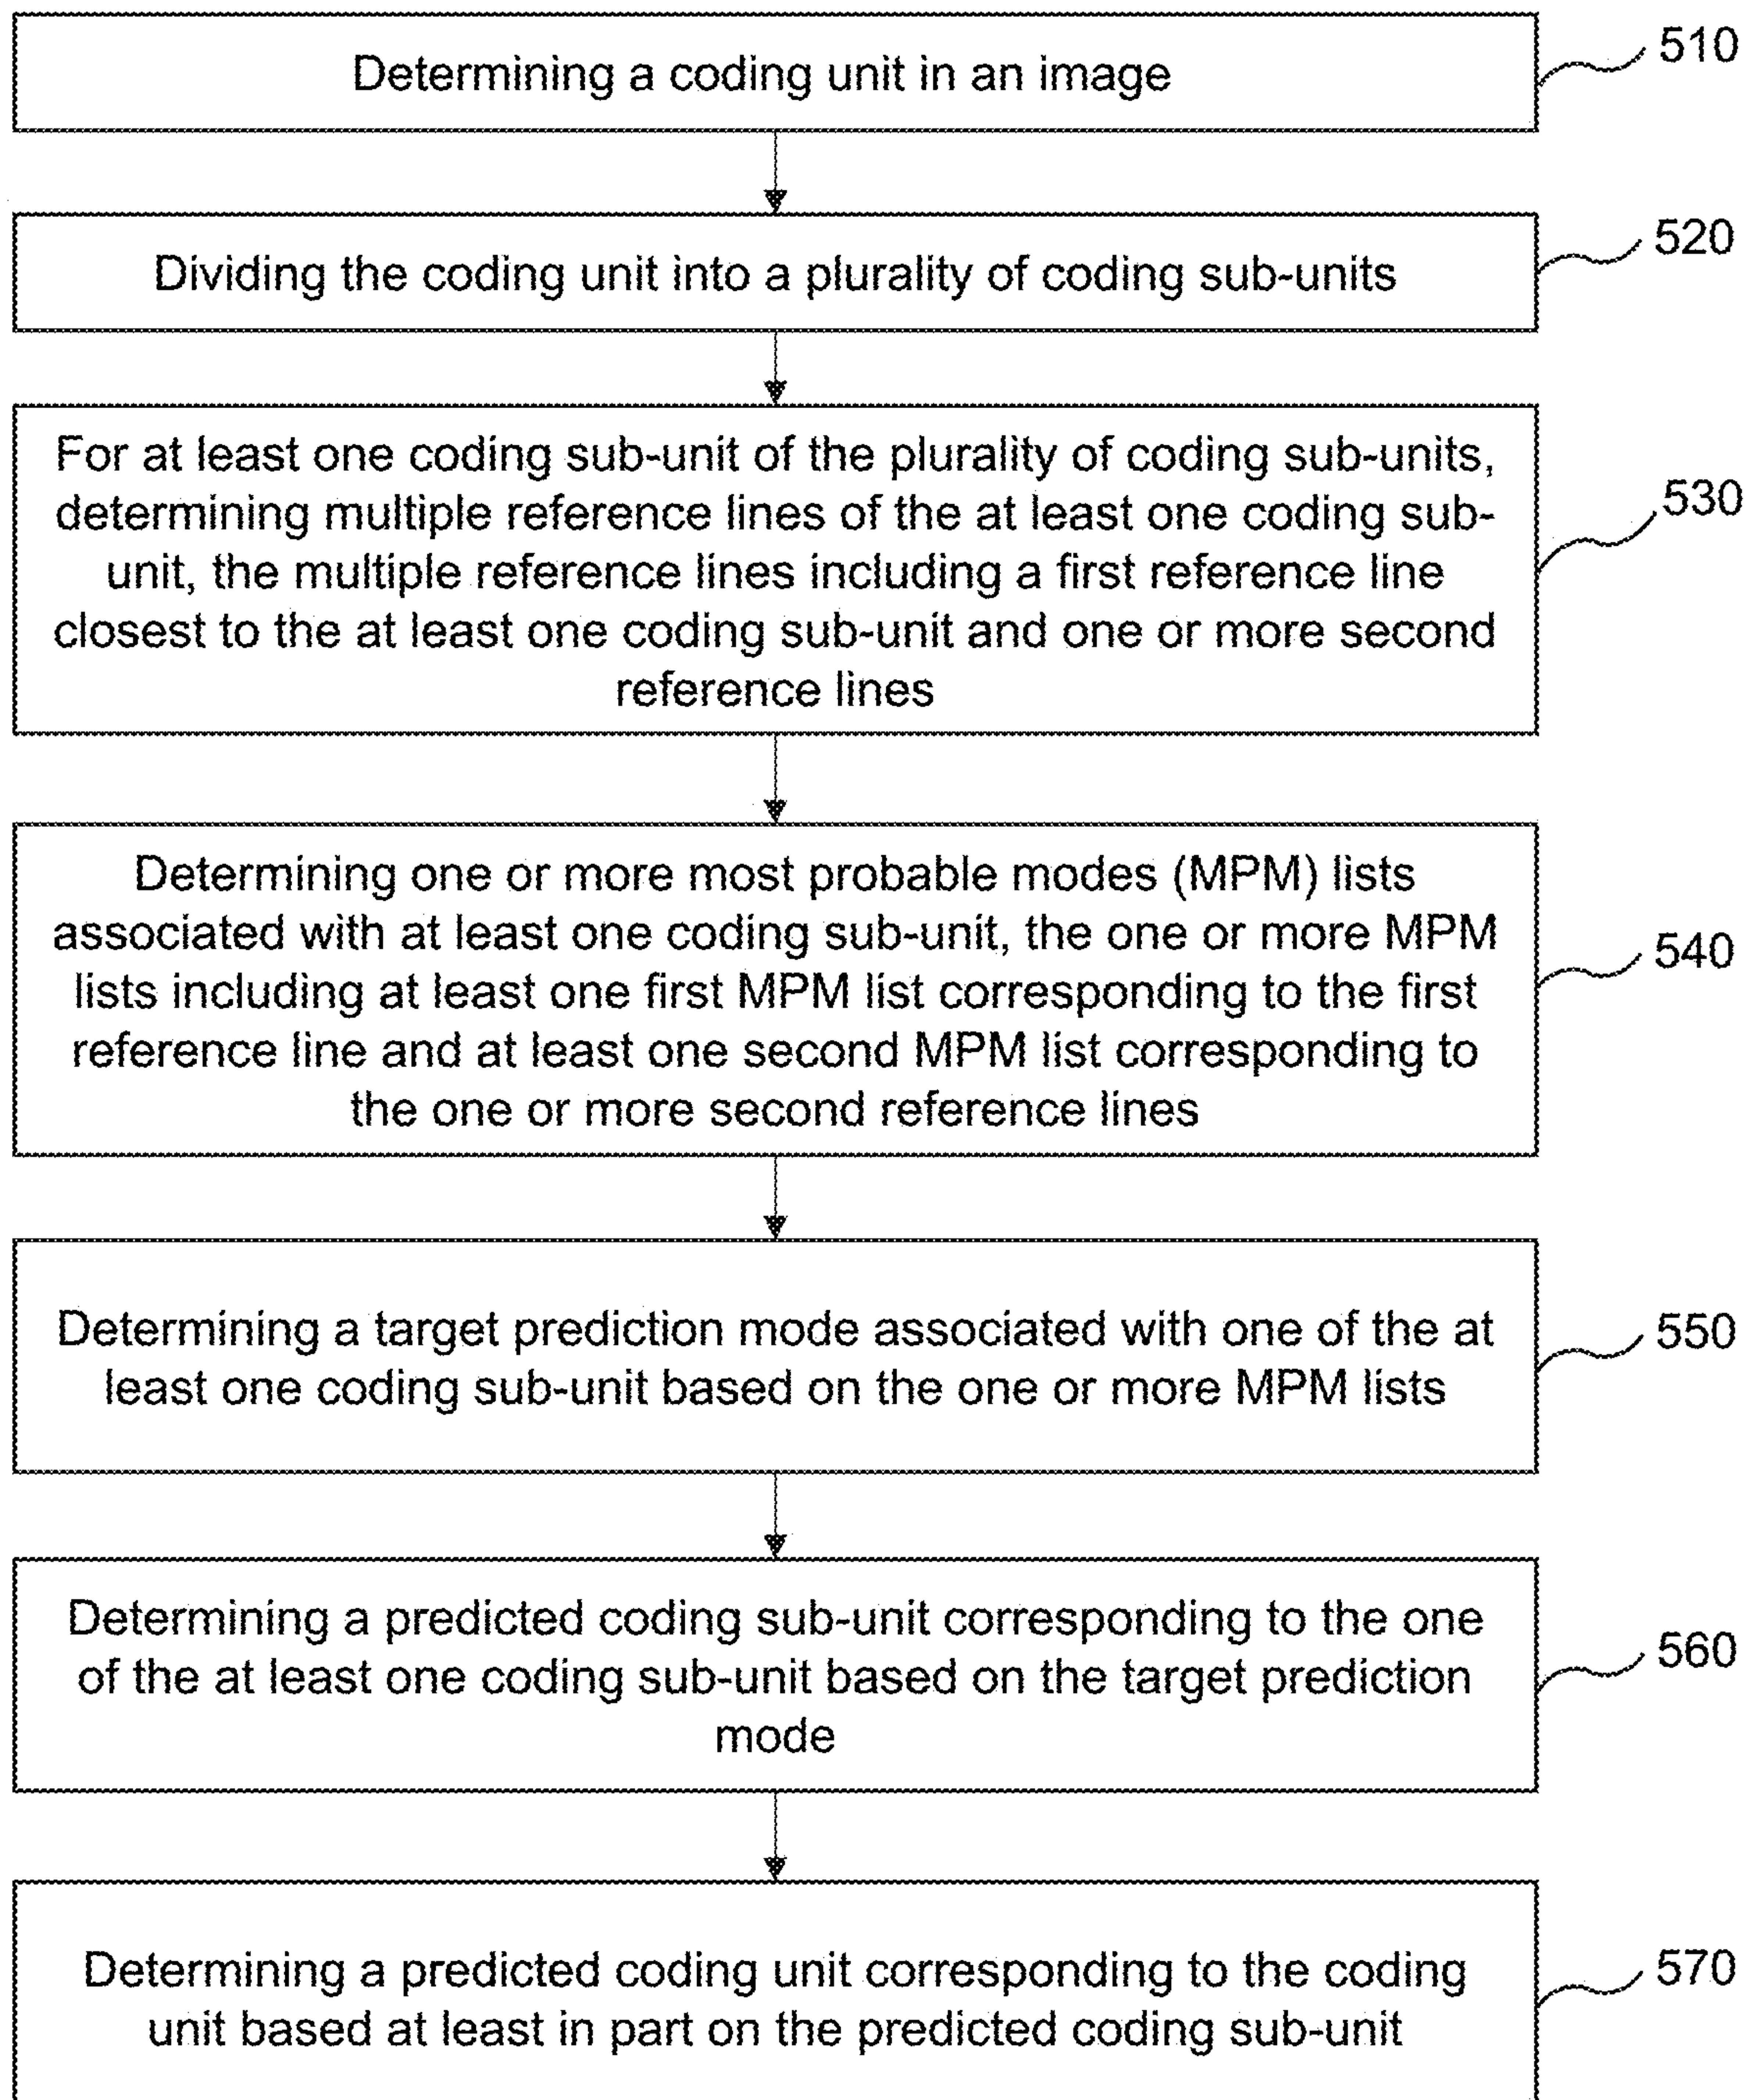 Determining a coding unit in an image
510
Dividing the coding unit into a plurality of coding sub-units
520
For at least one coding sub-unit of the plurality of coding sub-units,
determining multiple reference lines of the at least one coding sub-
unit, the multiple reference lines including a first reference line
closest to the at least one coding sub-unit and one or more second
reference lines
530
Determining one or more most probable modes (MPM) lists
associated with at least one coding sub-unit, the one or more MPM
lists including at least one first MPM list corresponding to the first
reference line and at least one second MPM list corresponding to
the one or more second reference lines
540
Determining a target prediction mode associated with one of the at
least one coding sub-unit based on the one or more MPM lists
550
Determining a predicted coding sub-unit corresponding to the one
of the at least one coding sub-unit based on the target prediction
mode
560
Determining a predicted coding unit corresponding to the coding
unit based at least in part on the predicted coding sub-unit
570